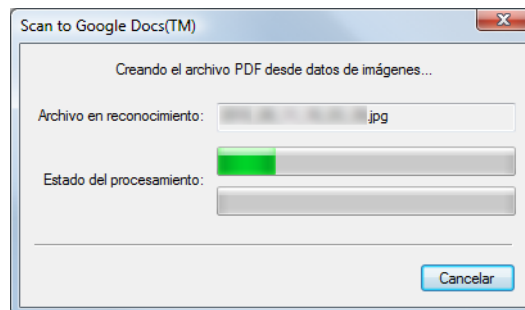 Scan to Google Docs(TM)
Creando el archivo PDF desde datos de imágenes...
Archivo en reconocimiento: .jpg
Estado del procesamiento:
Cancelar